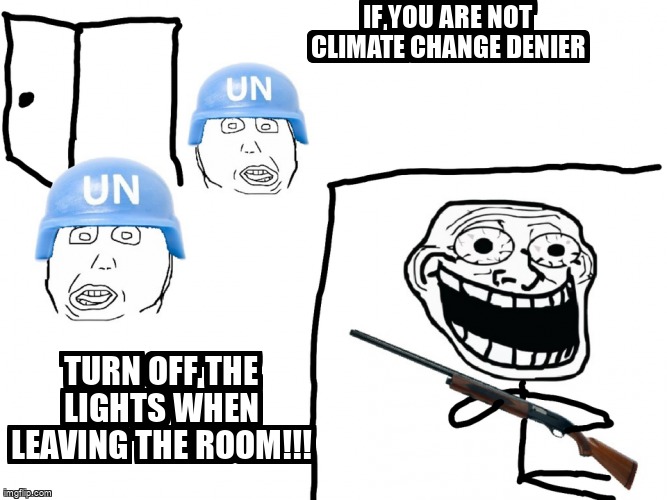 IF YOU ARE NOT
CLIMATE CHANGE DENIER
UN
UN
TURN OFF THE
LIGHTS WHEN
LEAVING THE ROOM!!!
imgflip.com